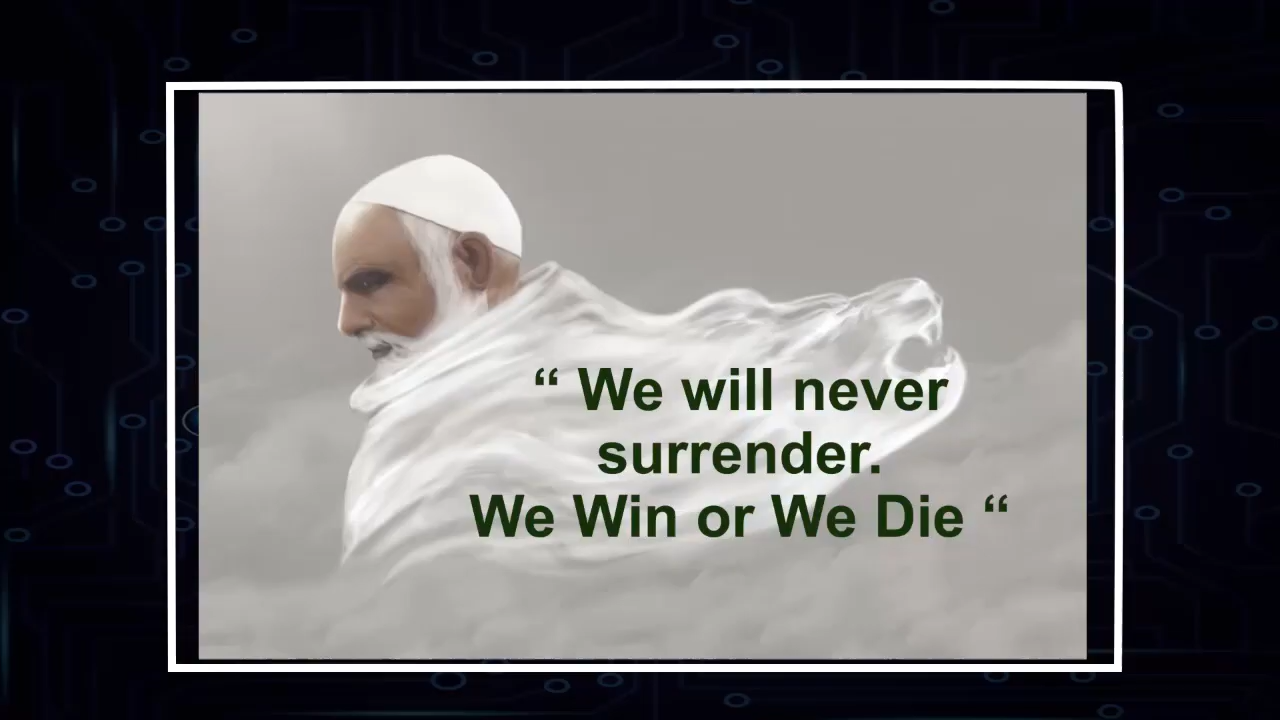 “ We will never
surrender.
We Win or We Die “